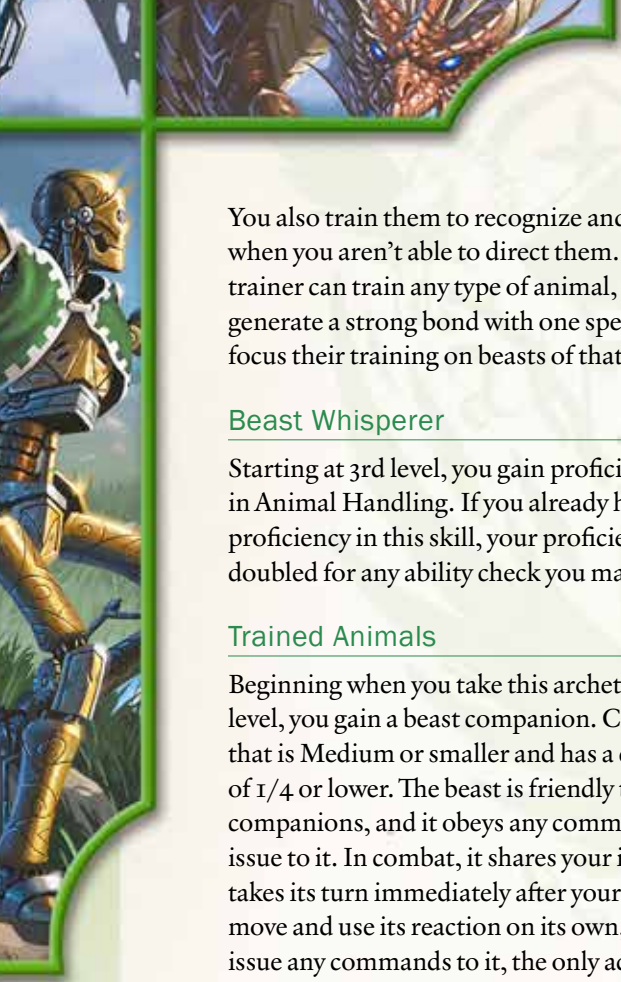 You also train them to recognize and
when you aren’t able to direct them.
trainer can train any type of animal,
generate a strong bond with one spe
focus their training on beasts of that
Beast Whisperer
Starting at 3rd level, you gain profici
in Animal Handling. If you already h
proficiency in this skill, your proficie
doubled for any ability check you ma
Trained Animals
Beginning when you take this archet
level, you gain a beast companion. C
that is Medium or smaller and has a c
of 1/4 or lower. The beast is friendly t
companions, and it obeys any comm
issue to it. In combat, it shares your i
takes its turn immediately after your
move and use its reaction on its own.
issue any commands to it, the only ac